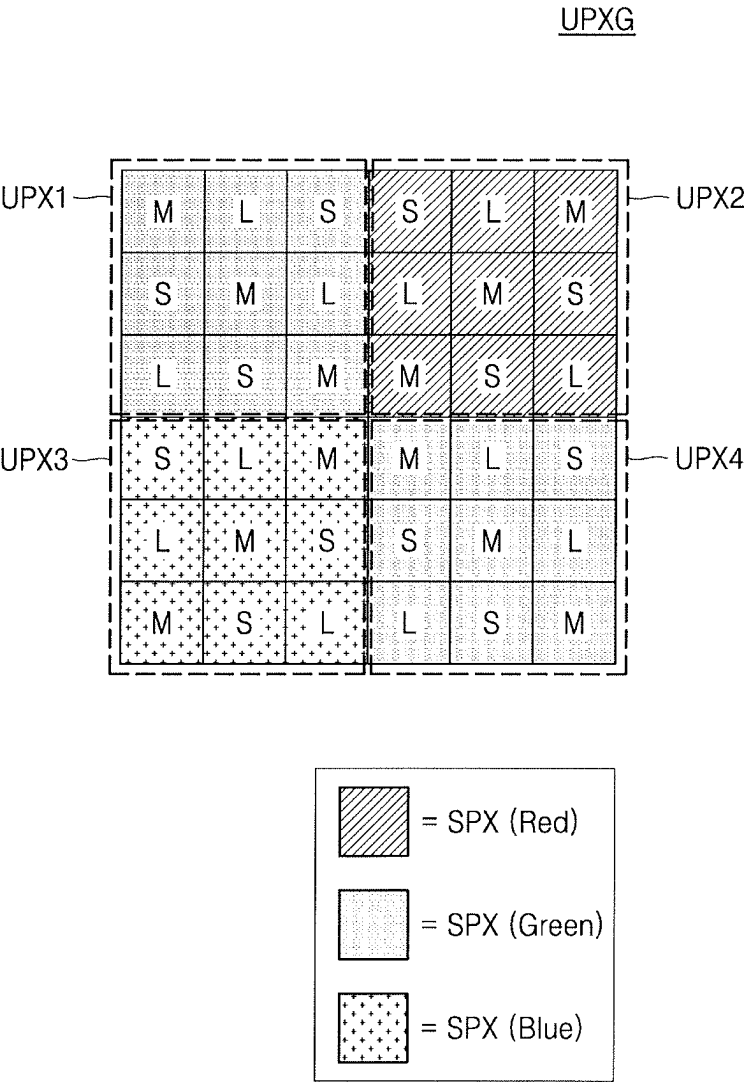 UPXG
UPX1 M L S S L M UPX2
S M L L M S
L S M M S L
UPX3 S L M M L S UPX4
L M S S M L
M S L L S M
= SPX (Red)
= SPX (Green)
= SPX (Blue)